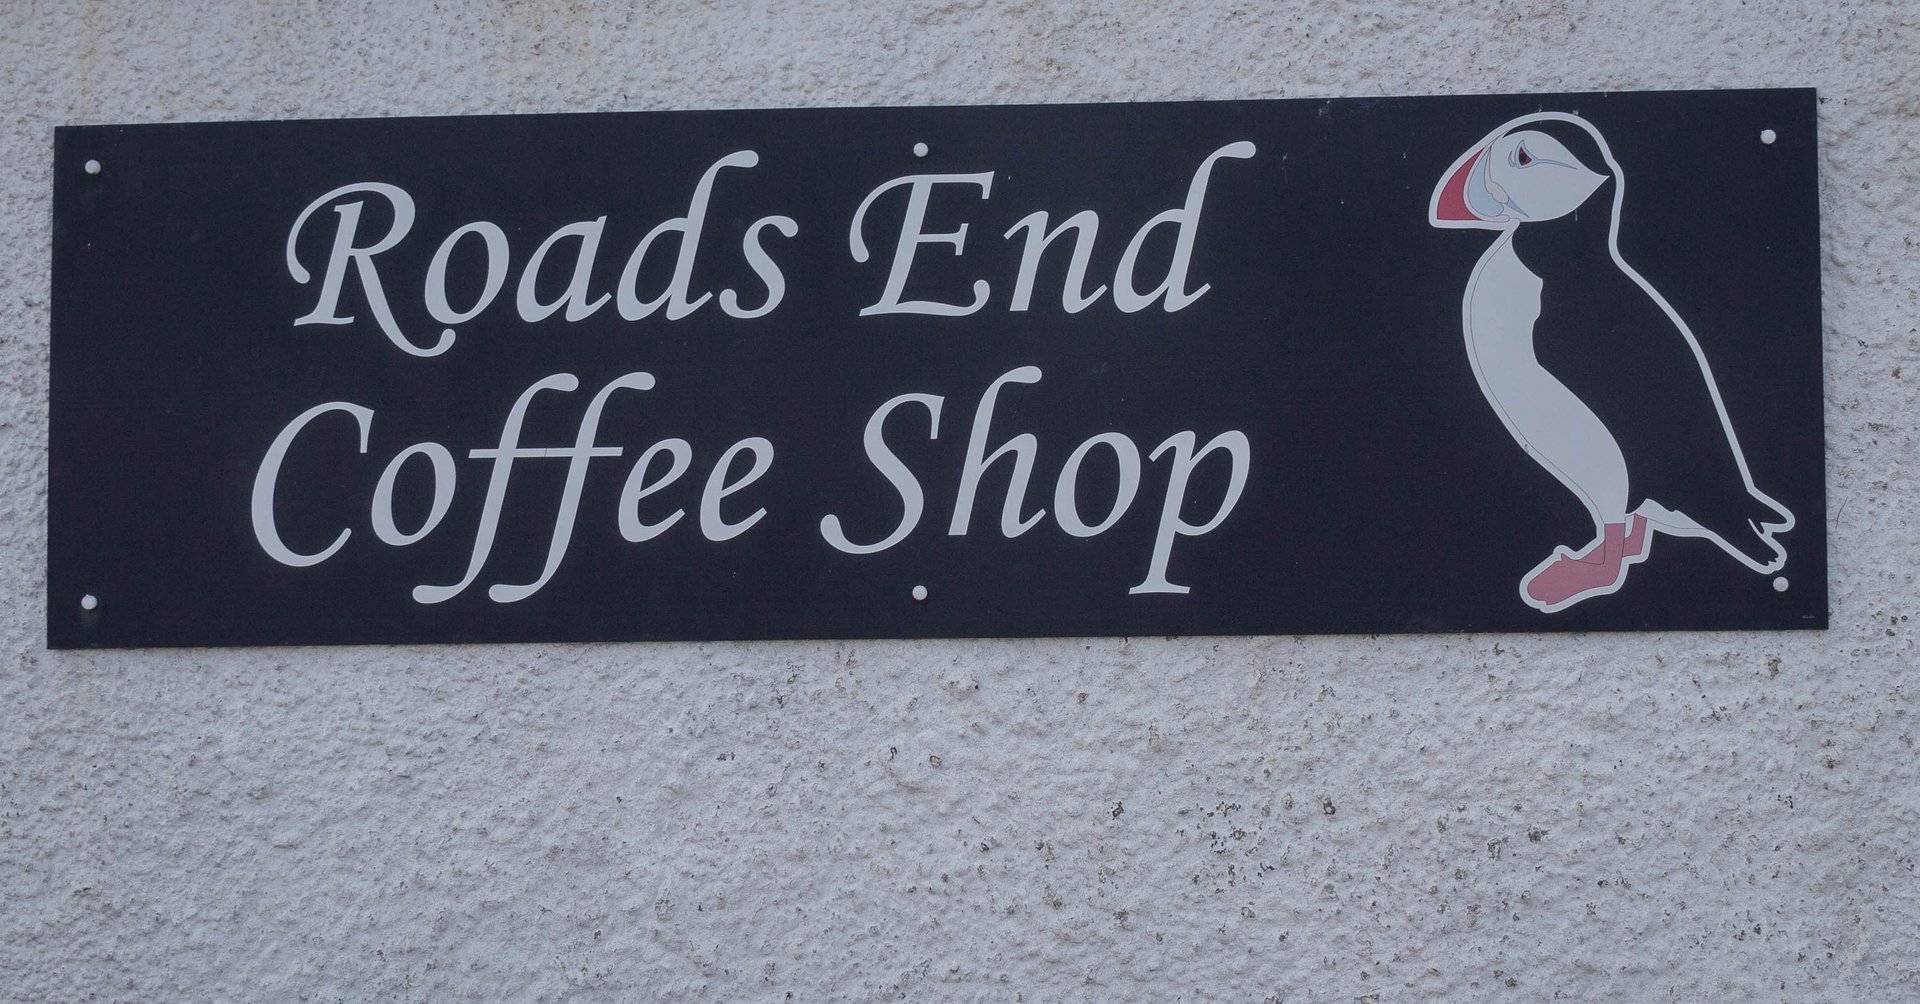 Roads End
Coffee Shop